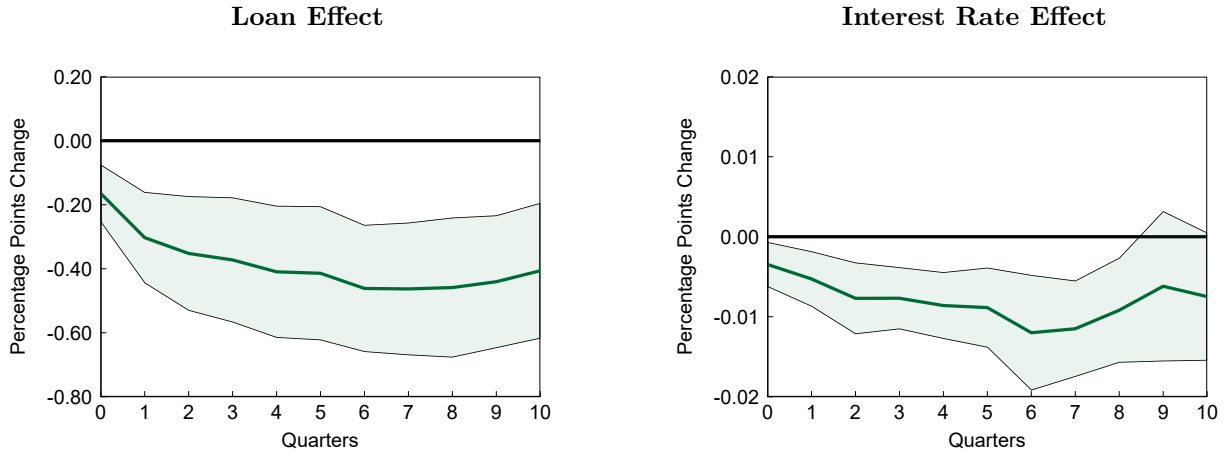 Loan Effect
Percentage Points Change
0.20
0.00
-0.20
-0.40
-0.60
-0.80
0 1 2 3 4 5 6 7 8 9 10
Quarters
Interest Rate Effect
Percentage Points Change
0.02
0.01
0.00
-0.01
-0.02
0 1 2 3 4 5 6 7 8 9 10
Quarters